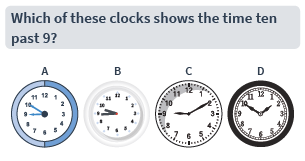 Which of these clocks shows the time ten
past 9?
A B C D